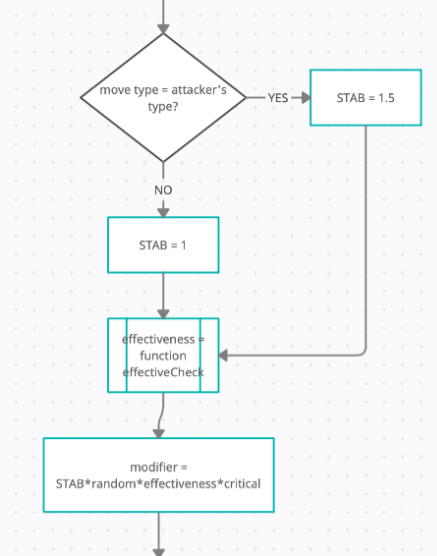 move type = attacker's
type?
YES
STAB = 1.5
NO
STAB = 1
effectiveness =
function
effectiveCheck
modifier =
STAB*random*effectiveness*critical